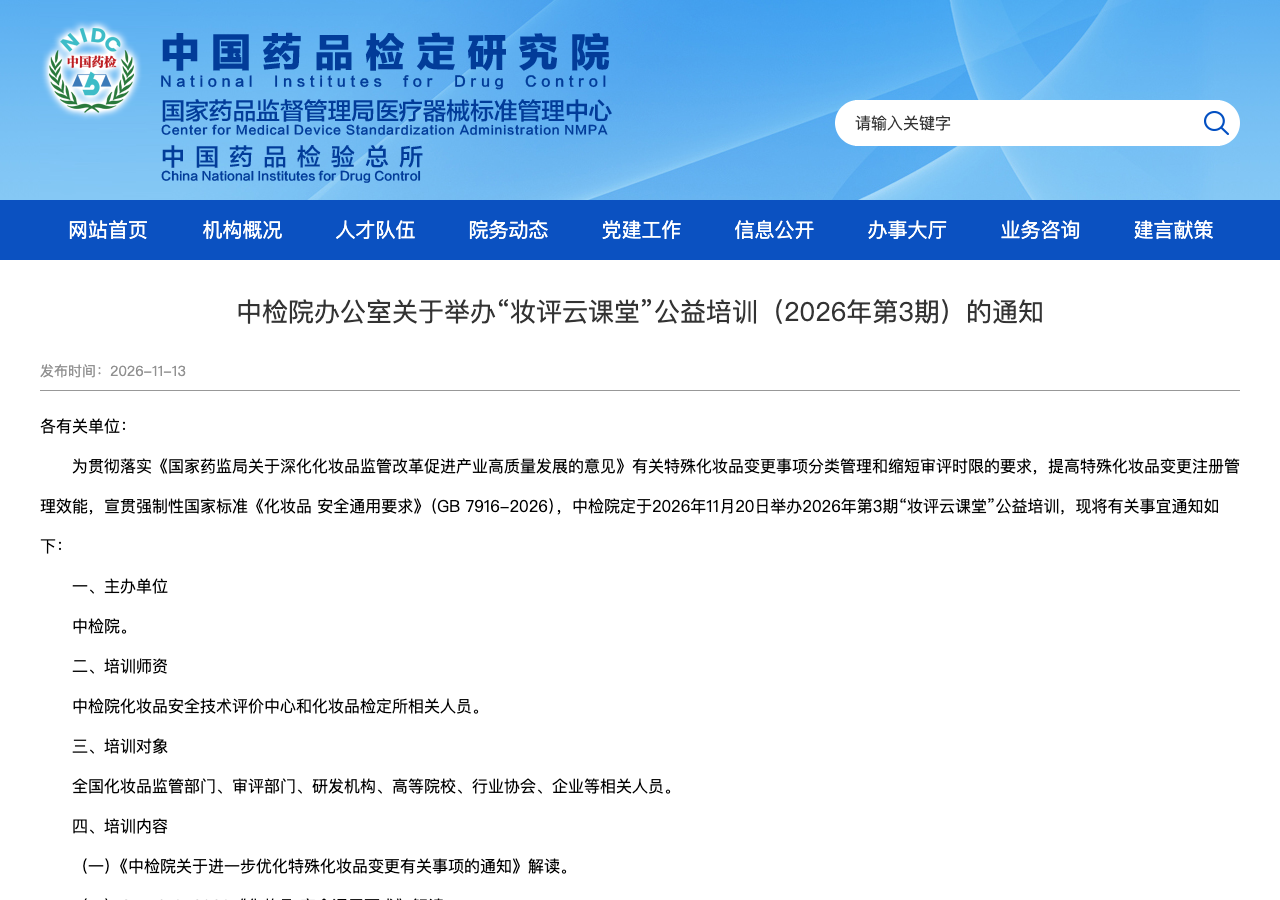 NIDC
中国药检
中国药品检定研究院
National Institutes for Drug Control
国家药品监督管理局医疗器械标准管理中心
Center for Medical Device Standardization Administration NMPA
中国药品检验总所
China National Institutes for Drug Control
请输入关键字
网站首页 机构概况 人才队伍 院务动态 党建工作 信息公开 办事大厅 业务咨询 建言献策
中检院办公室关于举办“妆评云课堂”公益培训（2026年第3期）的通知
发布时间：2026-11-13
各有关单位：
为贯彻落实《国家药监局关于深化化妆品监管改革促进产业高质量发展的意见》有关特殊化妆品变更事项分类管理和缩短审评时限的要求，提高特殊化妆品变更注册管
理效能，宣贯强制性国家标准《化妆品 安全通用要求》（GB 7916-2026），中检院定于2026年11月20日举办2026年第3期“妆评云课堂”公益培训，现将有关事宜通知如
下：
一、主办单位
中检院。
二、培训师资
中检院化妆品安全技术评价中心和化妆品检定所相关人员。
三、培训对象
全国化妆品监管部门、审评部门、研发机构、高等院校、行业协会、企业等相关人员。
四、培训内容
（一）《中检院关于进一步优化特殊化妆品变更有关事项的通知》解读。